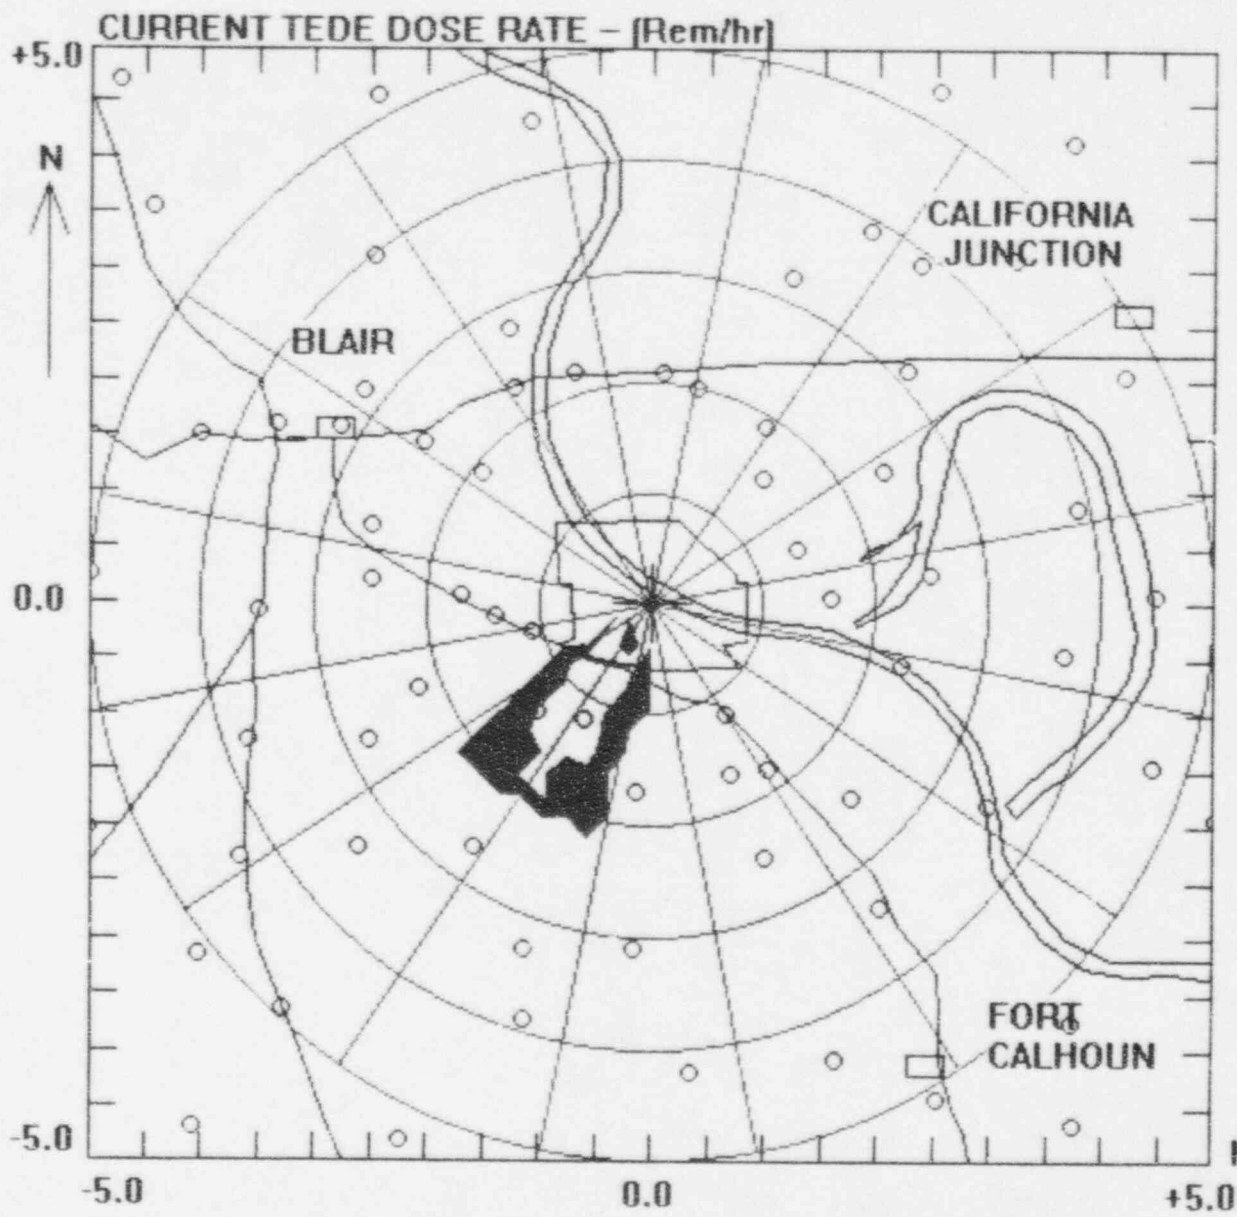 CURRENT TEDE DOSE RATE - [Rem/hr]
+5.0
N
CALIFORNIA
JUNCTION
BLAIR
0.0
FORT
CALHOUN
-5.0
-5.0
0.0
+5.0